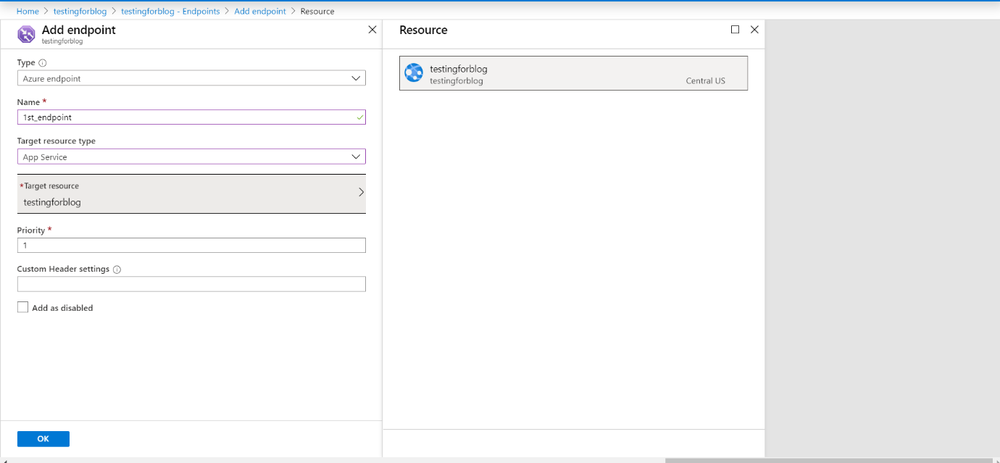 Home > testingforblog > testingforblog - Endpoints > Add endpoint > Resource
Add endpoint
testingforblog
Type
Azure endpoint
Name *
1st_endpoint
Target resource type
App Service
*Target resource
testingforblog
Priority *
1
Custom Header settings
Add as disabled
OK
Resource
testingforblog
testingforblog Central US